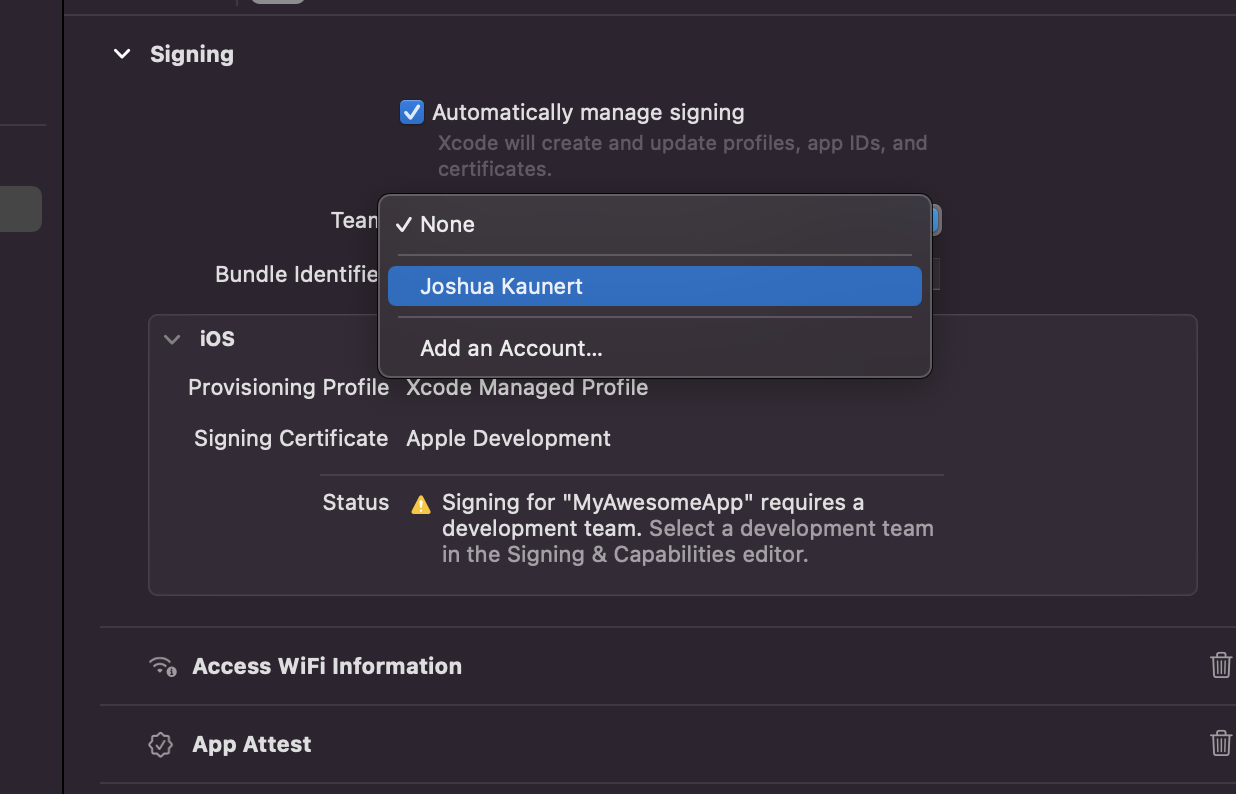 Signing
Automatically manage signing
Xcode will create and update profiles, app IDs, and
certificates.
Team
None
Bundle Identifie
Joshua Kaunert
Add an Account...
iOS
Provisioning Profile Xcode Managed Profile
Signing Certificate Apple Development
Status Signing for "MyAwesomeApp" requires a
development team. Select a development team
in the Signing & Capabilities editor.
Access WiFi Information
App Attest